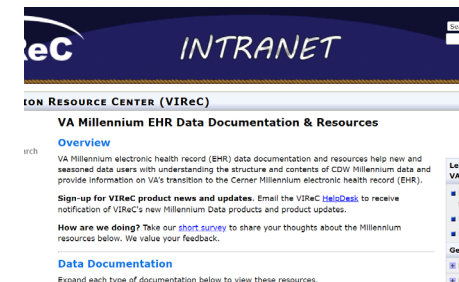 eC INTRANET
ION RESOURCE CENTER (VIReC)
VA Millennium EHR Data Documentation & Resources
Overview
VA Millennium electronic health record (EHR) data documentation and resources help new and
seasoned data users with understanding the structure and contents of CDW Millennium data and
provide information on VA's transition to the Cerner Millennium electronic health record (EHR).
Sign-up for VIReC product news and updates. Email the VIReC HelpDesk to receive
notification of VIReC's new Millennium Data products and product updates.
How are we doing? Take our short survey to share your thoughts about the Millennium
resources below. We value your feedback.
Data Documentation
Expand each type of documentation below to view these resources.
arch
Le
VA
Ge